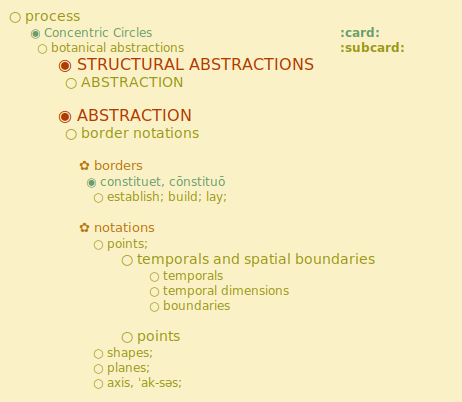 ○ process
◉ Concentric Circles :card:
○ botanical abstractions :subcard:
◉ STRUCTURAL ABSTRACTIONS
○ ABSTRACTION
◉ ABSTRACTION
○ border notations
✿ borders
◉ constituet, cōnstituō
○ establish; build; lay;
✿ notations
○ points;
○ temporals and spatial boundaries
○ temporals
○ temporal dimensions
○ boundaries
○ points
○ shapes;
○ planes;
○ axis, ˈak-səs;